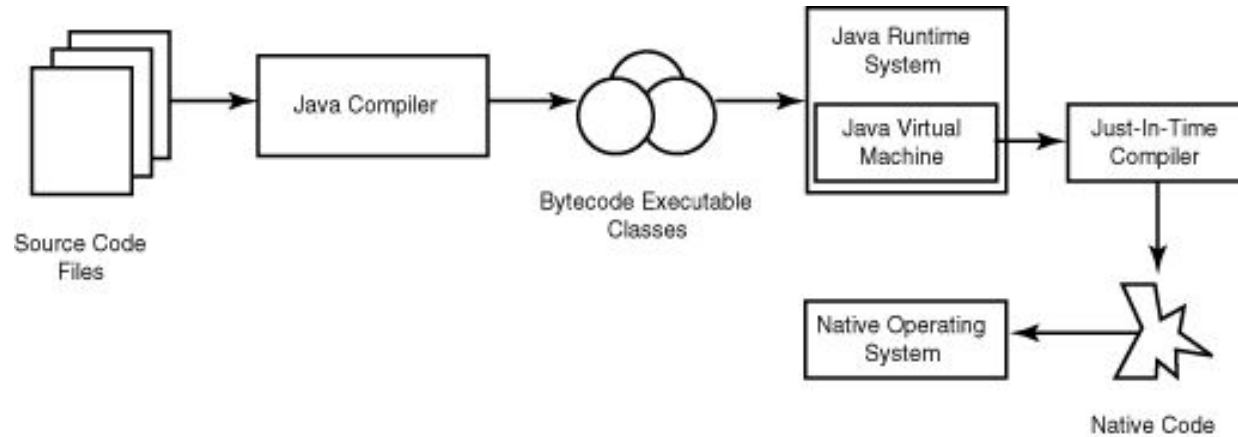 Source Code
Files
Java Compiler
Bytecode Executable
Classes
Java Runtime
System
Java Virtual
Machine
Just-In-Time
Compiler
Native Code
Native Operating
System